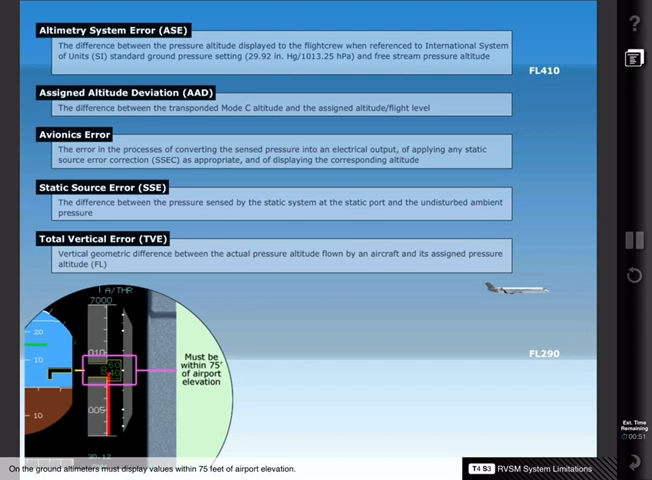 Altimetry System Error (ASE)
The difference between the pressure altitude displayed to the flightcrew when referenced to International System
of Units (SI) standard ground pressure setting (29.92 in. Hg/1013.25 hPa) and free stream pressure altitude
FL410
Assigned Altitude Deviation (AAD)
The difference between the transponded Mode C altitude and the assigned altitude/flight level
Avionics Error
The error in the processes of converting the sensed pressure into an electrical output, of applying any static
source error correction (SSEC) as appropriate, and of displaying the corresponding altitude
Static Source Error (SSE)
The difference between the pressure sensed by the static system at the static port and the undisturbed ambient
pressure
Total Vertical Error (TVE)
Vertical geometric difference between the actual pressure altitude flown by an aircraft and its assigned pressure
altitude (FL)
A/THR
7000
20
010
FL290
Must be
within 75'
of airport
elevation
10
005
10
30.12
Est. Time
Remaining
00:51
On the ground altimeters must display values within 75 feet of airport elevation.
T4 S3 RVSM System Limitations